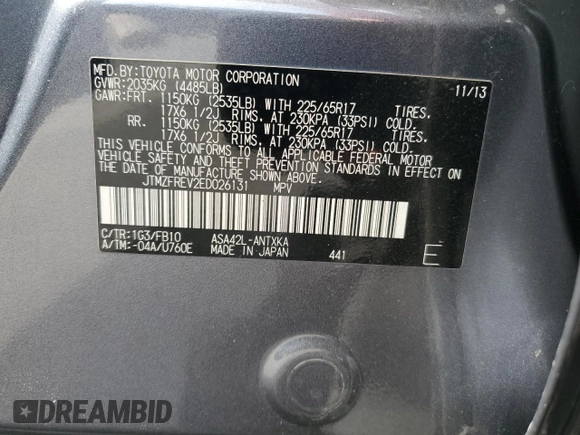 MFD.BY:TOYOTA MOTOR CORPORATION 11/13
GVWR:2035KG (4485LB)
GAWR:FRT. 1150KG (2535LB) WITH 225/65R17 TIRES.
17X6 1/2J RIMS. AT 230KPA (33PSI) COLD.
RR. 1150KG (2535LB) WITH 225/65R17 TIRES.
17X6 1/2J RIMS. AT 230KPA (33PSI) COLD.
THIS VEHICLE CONFORMS TO ALL APPLICABLE FEDERAL MOTOR
VEHICLE SAFETY AND THEFT PREVENTION STANDARDS IN EFFECT ON
THE DATE OF MANUFACTURE SHOWN ABOVE.
JTMZFREV2ED026131 MPV
C/TR:1G3/FB10 ASA42L-ANTXKA
A/TM:-04A/U760E MADE IN JAPAN 441 E
DREAMBID